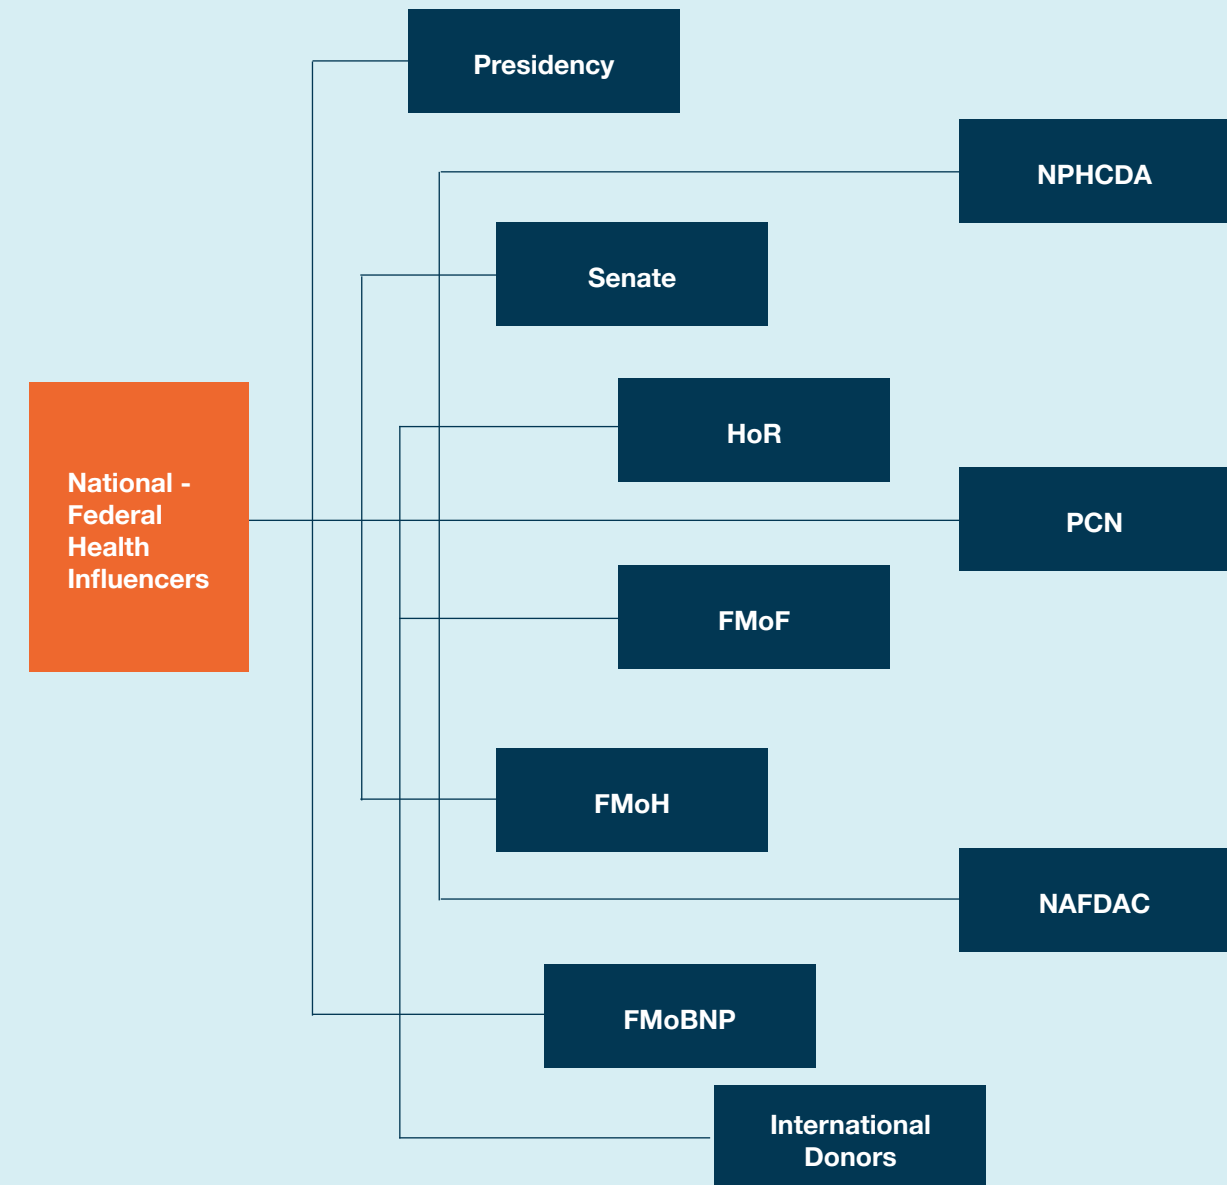 Presidency
NPHCDA
Senate
HoR
National -
Federal
Health
Influencers
PCN
FMoF
FMoH
NAFDAC
FMoBNP
International
Donors